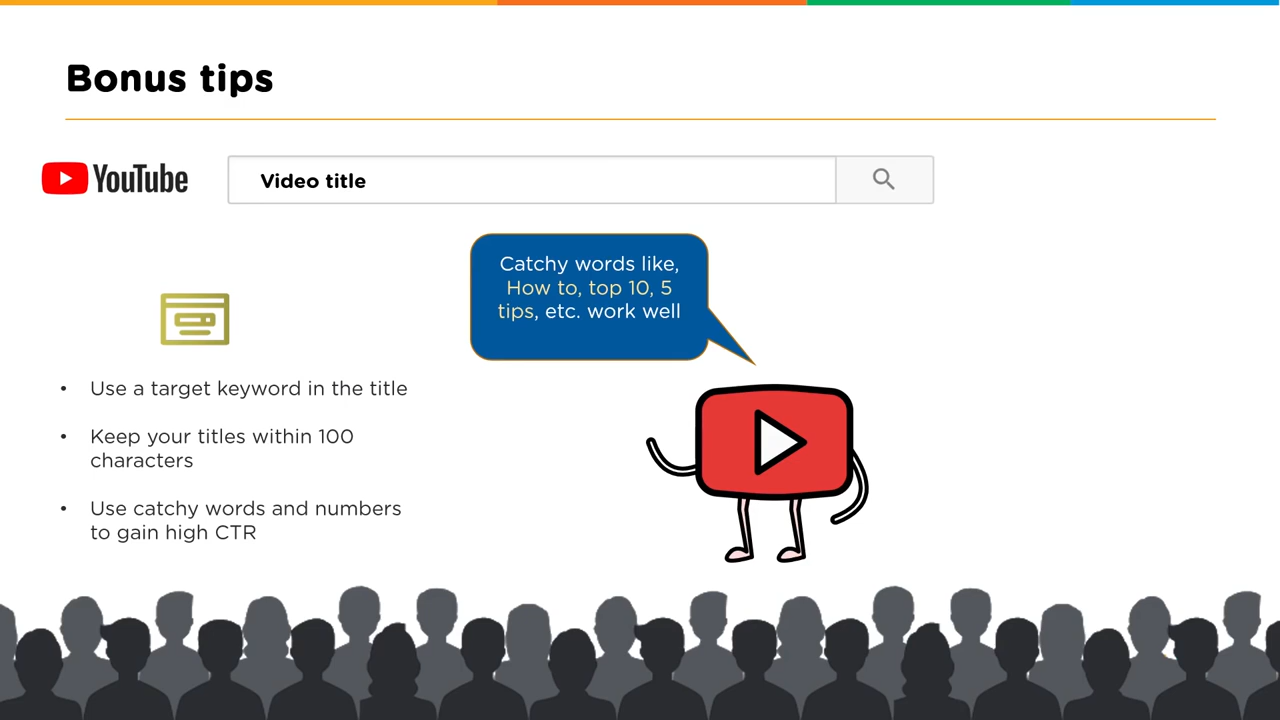 Bonus tips
YouTube
Video title
Catchy words like,
How to, top 10, 5
tips, etc. work well
• Use a target keyword in the title
• Keep your titles within 100
characters
• Use catchy words and numbers
to gain high CTR